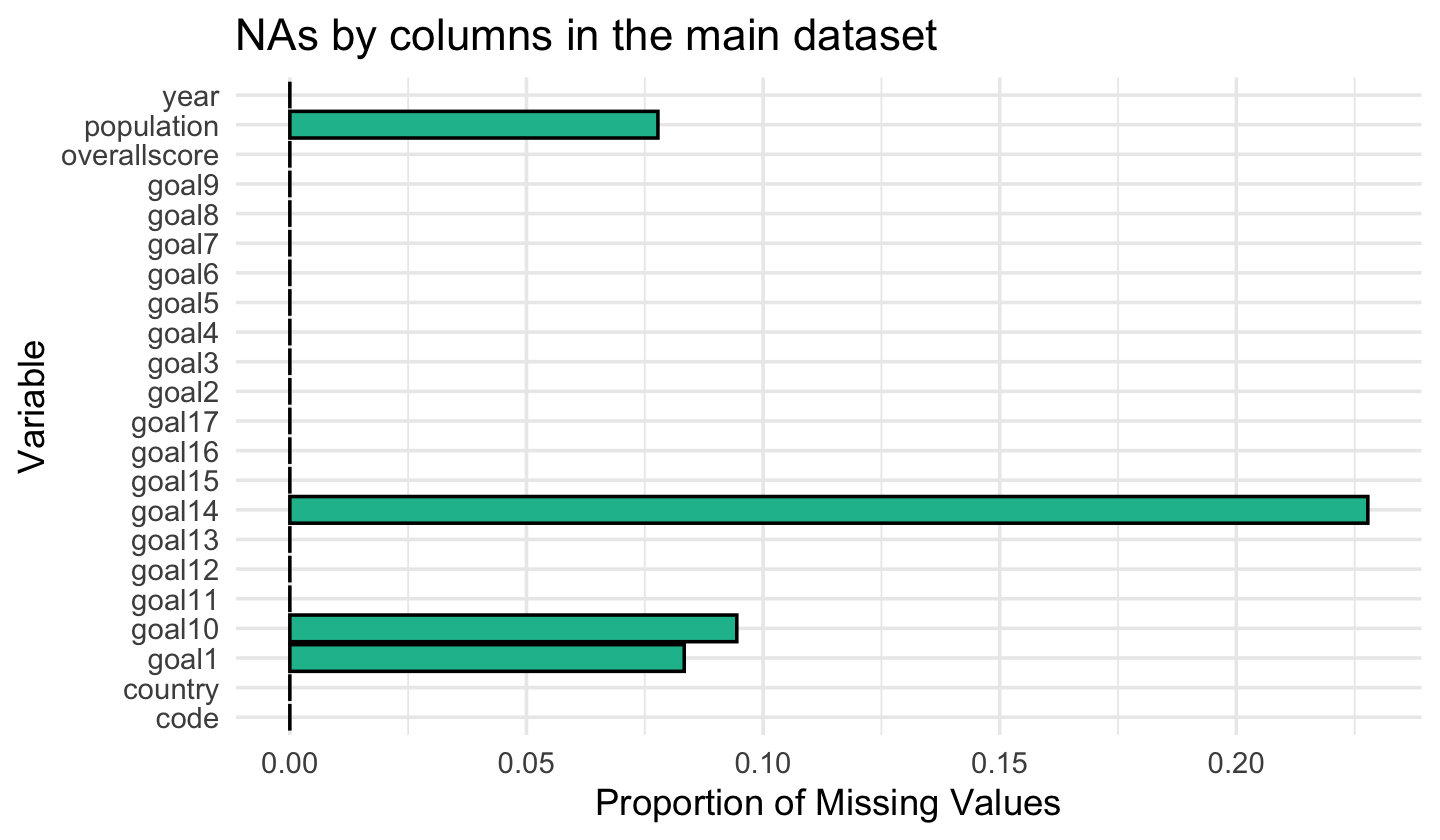 NAs by columns in the main dataset
Variable
year
population
overallscore
goal9
goal8
goal7
goal6
goal5
goal4
goal3
goal2
goal17
goal16
goal15
goal14
goal13
goal12
goal11
goal10
goal1
country
code
0.00 0.05 0.10 0.15 0.20
Proportion of Missing Values